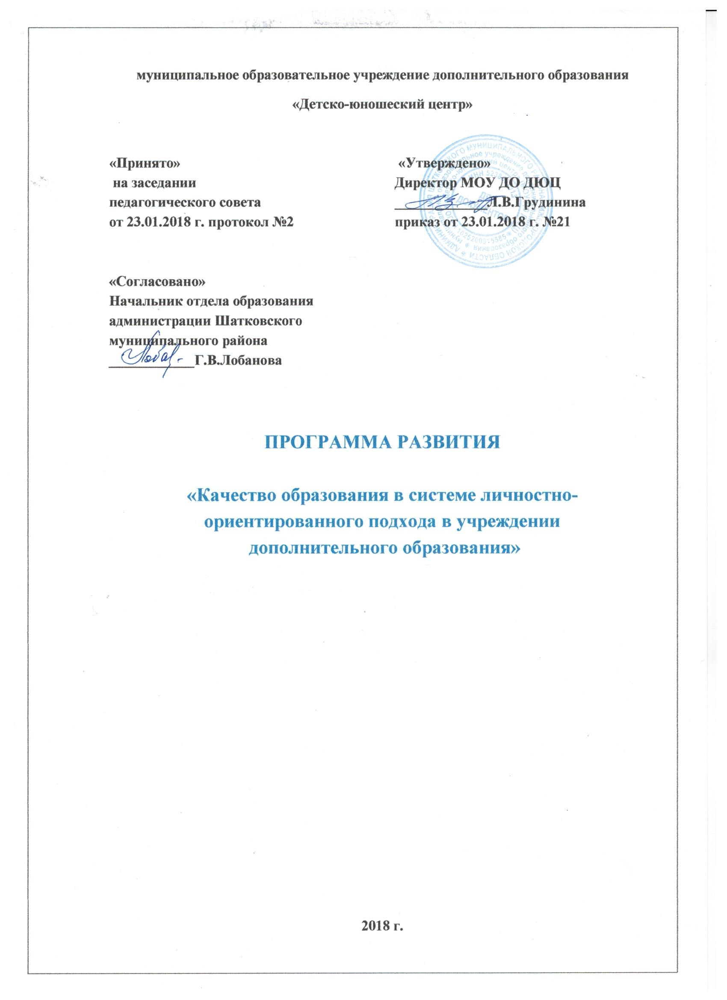 муниципальное образовательное учреждение дополнительного образования
«Детско-юношеский центр»
«Принято»
на заседании
педагогического совета
от 23.01.2018 г. протокол №2
«Утверждено»
Директор МОУ ДО ДЮЦ
Л.В.Грудинина
приказ от 23.01.2018 г. №21
«Согласовано»
Начальник отдела образования
администрации Шатковского
муниципального района
Г.В.Лобанова
ПРОГРАММА РАЗВИТИЯ
«Качество образования в системе личностно-
ориентированного подхода в учреждении
дополнительного образования»
2018 г.